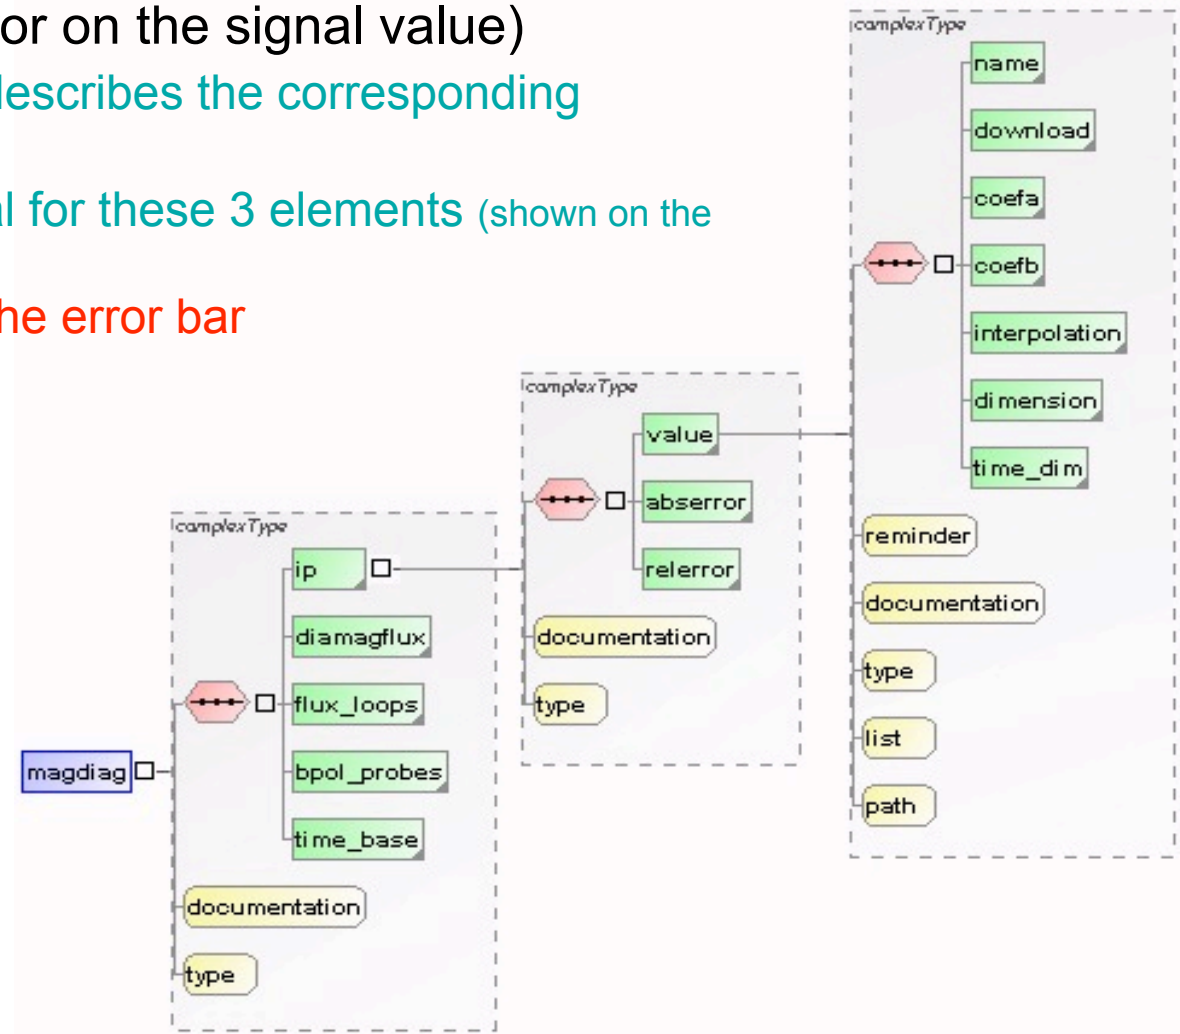 or on the signal value)
describes the corresponding
al for these 3 elements (shown on the
he error bar
complexType
name
download
coefa
coefb
interpolation
dimension
time_dim
reminder
documentation
type
list
path
complexType
value
abserror
relerror
documentation
type
complexType
ip
diamagflux
flux_loops
bpol_probes
time_base
documentation
type
magdiag